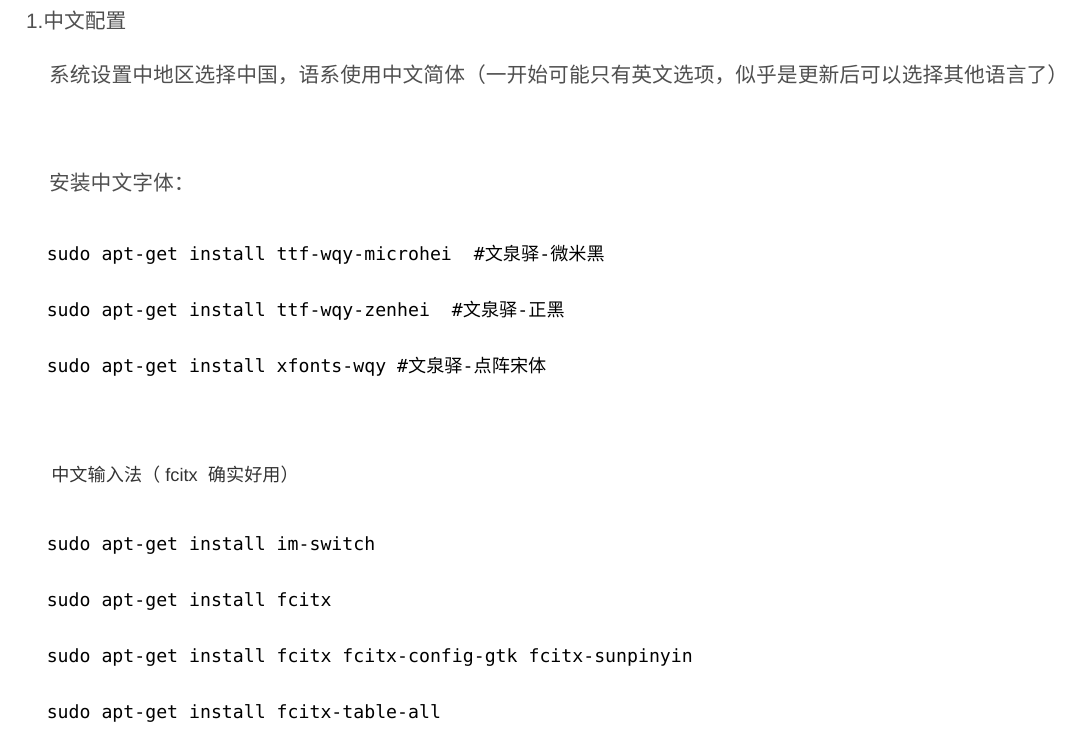 1.中文配置
系统设置中地区选择中国，语系使用中文简体（一开始可能只有英文选项，似乎是更新后可以选择其他语言了）
安装中文字体：
sudo apt-get install ttf-wqy-microhei  #文泉驿-微米黑
sudo apt-get install ttf-wqy-zenhei  #文泉驿-正黑
sudo apt-get install xfonts-wqy #文泉驿-点阵宋体
中文输入法（ fcitx  确实好用）
sudo apt-get install im-switch
sudo apt-get install fcitx
sudo apt-get install fcitx fcitx-config-gtk fcitx-sunpinyin
sudo apt-get install fcitx-table-all